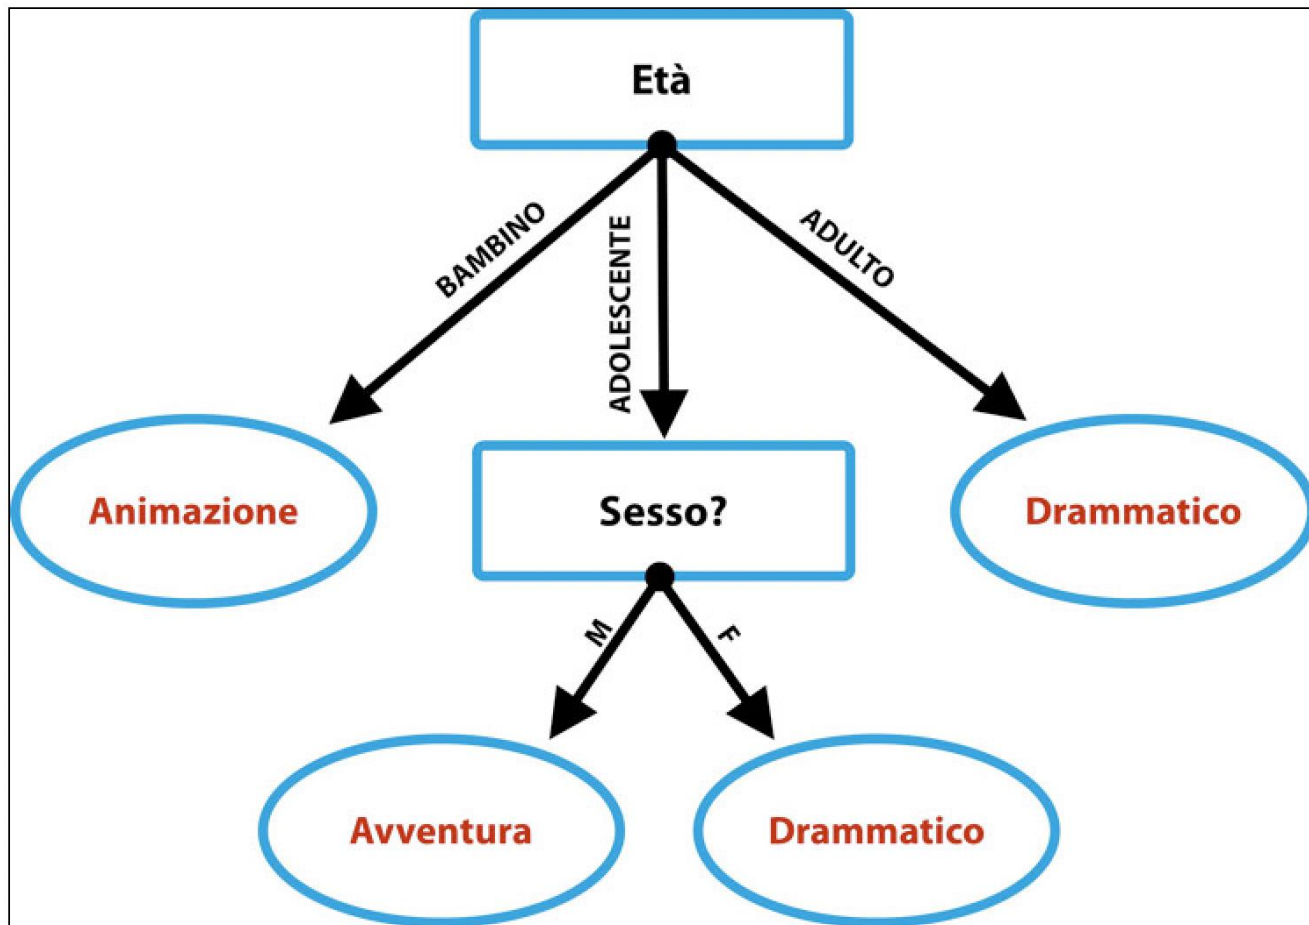 Età
BAMBINO
ADOLESCENTE
ADULTO
Animazione
Sesso?
Drammatico
M
F
Avventura
Drammatico